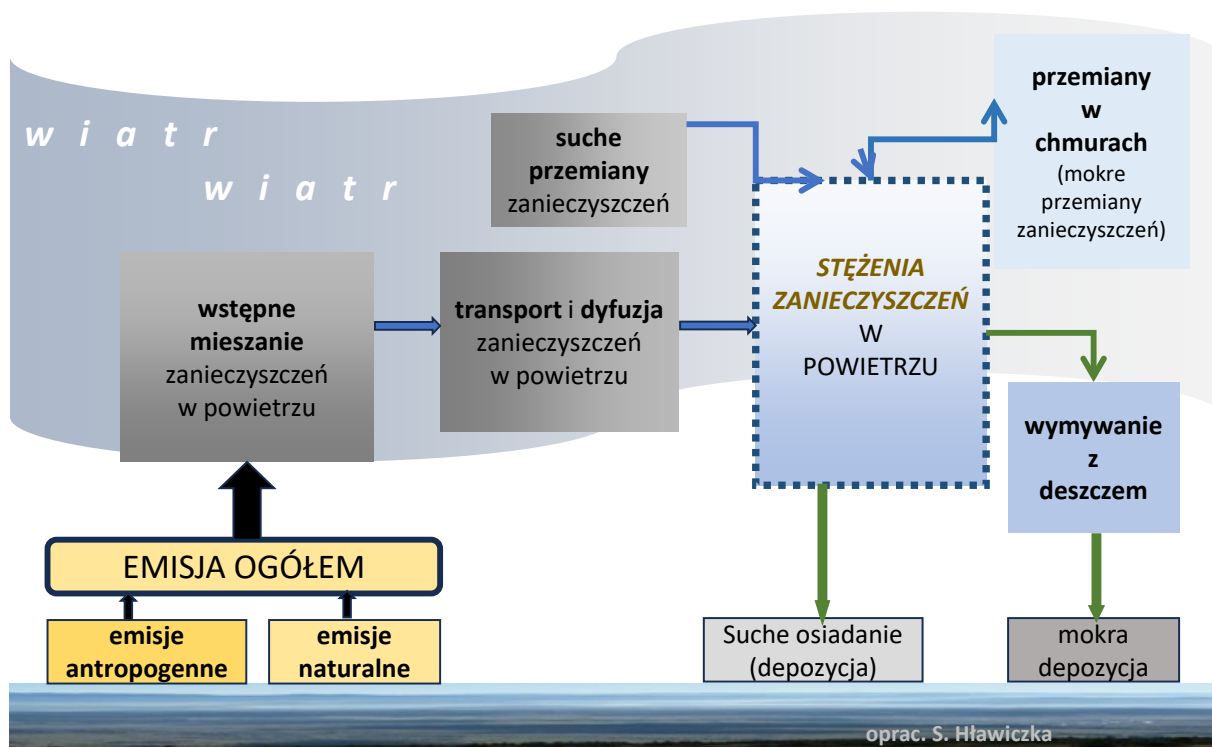 w i a t r
w i a t r
suche
przemiany
zanieczyszczeń
przemiany
w
chmurach
(mokre
przemiany
zanieczyszczeń)
wstępne
mieszanie
zanieczyszczeń
w powietrzu
transport i dyfuzja
zanieczyszczeń
w powietrzu
STĘŻENIA
ZANIECZYSZCZEŃ
W
POWIETRZU
wymywanie
z
deszczem
EMISJA OGÓŁEM
emisje
antropogenne
emisje
naturalne
Suche osiadanie
(depozycja)
mokra
depozycja
oprac. S. Hławiczka